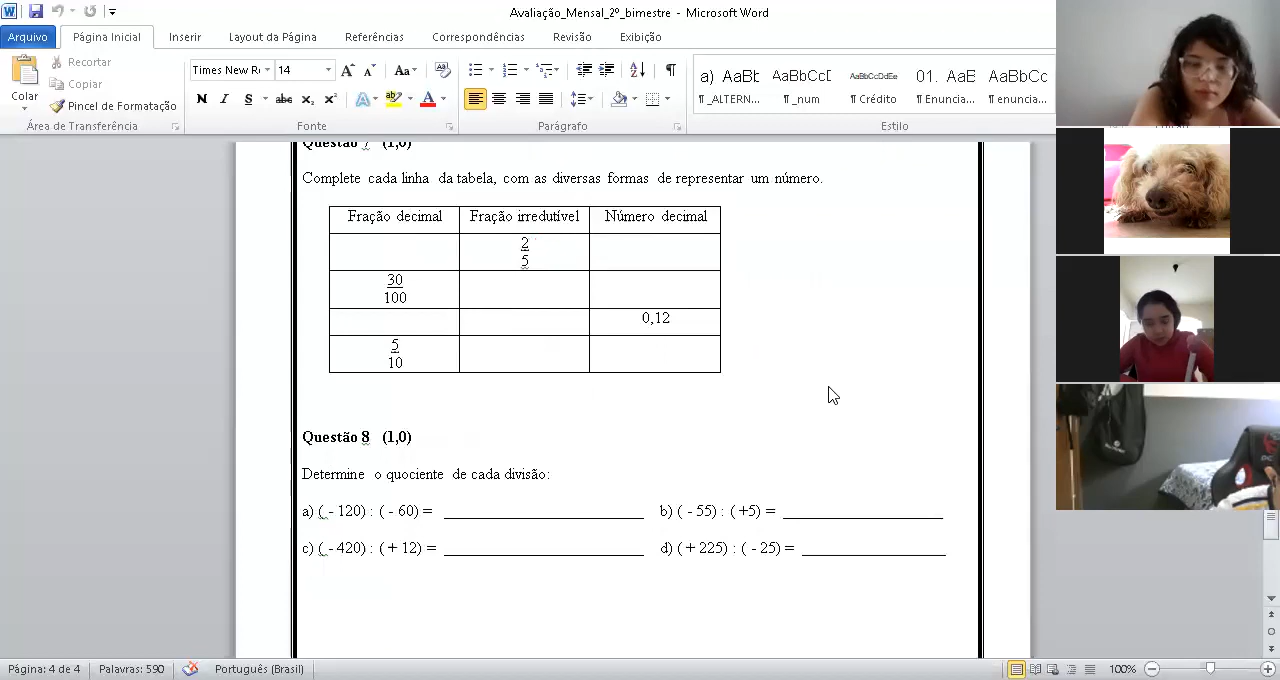 Avaliação_Mensal_2º_bimestre - Microsoft Word
Arquivo Página Inicial Inserir Layout da Página Referências Correspondências Revisão Exibição
Colar
Recortar
Copiar
Pincel de Formatação
Área de Transferência
Times New R 14
N I S abc x₂ x²
Fonte
Parágrafo
a) AaBb AaBbCcD AaBbCcDdEe 01. AaE AaBbCc
¶ _ALTERN... ¶ _num ¶ Crédito ¶ Enuncia... ¶ enuncia...
Estilo
Questão 7 (1,0)
Complete cada linha da tabela, com as diversas formas de representar um número.
Fração decimal Fração irredutível Número decimal
2
5
30
100
0,12
5
10
Questão 8 (1,0)
Determine o quociente de cada divisão:
a) ( - 120) : ( - 60) = b) ( - 55) : ( +5) =
c) ( - 420) : ( + 12) = d) ( + 225) : ( - 25) =
Página: 4 de 4 Palavras: 590 Português (Brasil) 100%